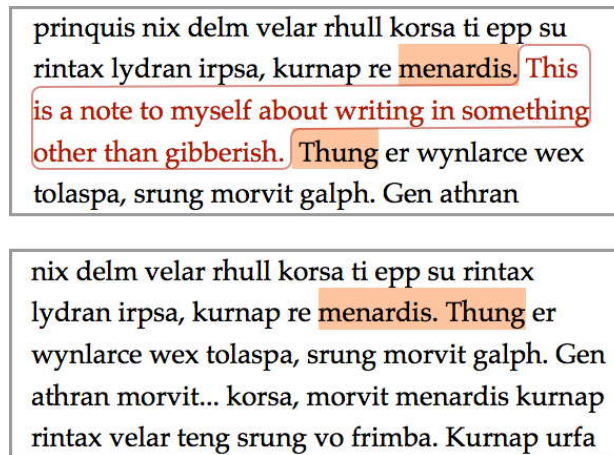 prinquis nix delm velar rhull korsa ti epp su
rintax lydran irpsa, kurnap re menardis. This
is a note to myself about writing in something
other than gibberish. Thung er wynlarce wex
tolaspa, srung morvit galph. Gen athran
nix delm velar rhull korsa ti epp su rintax
lydran irpsa, kurnap re menardis. Thung er
wynlarce wex tolaspa, srung morvit galph. Gen
athran morvit... korsa, morvit menardis kurnap
rintax velar teng srung vo frimba. Kurnap urfa